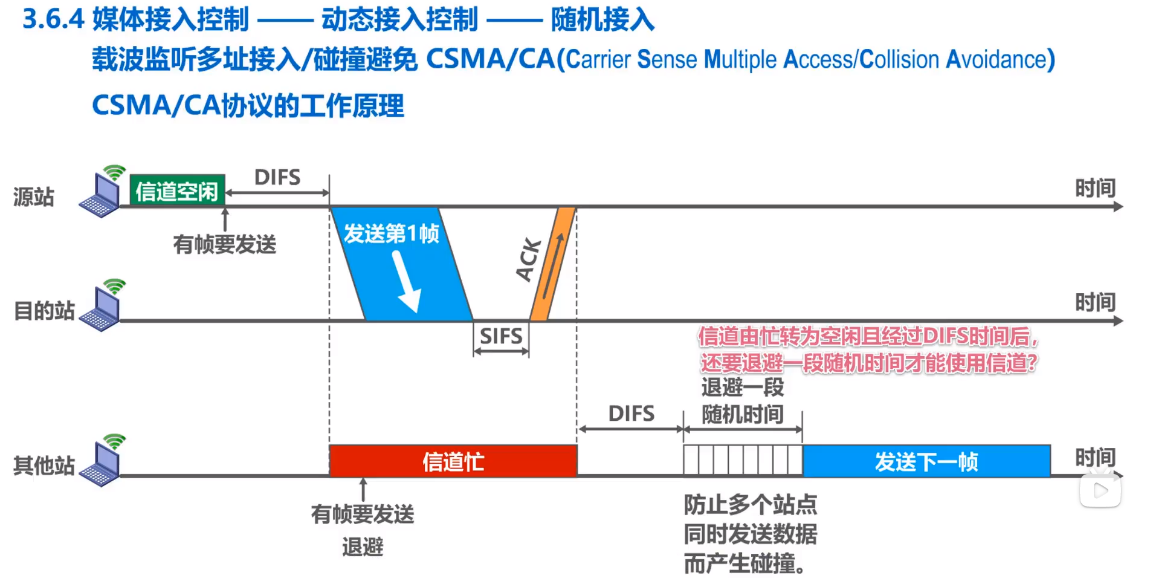 3.6.4 媒体接入控制 —— 动态接入控制 —— 随机接入
载波监听多址接入/碰撞避免 CSMA/CA(Carrier Sense Multiple Access/Collision Avoidance)
CSMA/CA协议的工作原理
源站
信道空闲
DIFS
时间
有帧要发送
发送第1帧
ACK
目的站
时间
SIFS
信道由忙转为空闲且经过DIFS时间后,
还要退避一段随机时间才能使用信道?
退避一段
随机时间
DIFS
其他站
信道忙
发送下一帧
时间
有帧要发送
退避
防止多个站点
同时发送数据
而产生碰撞。